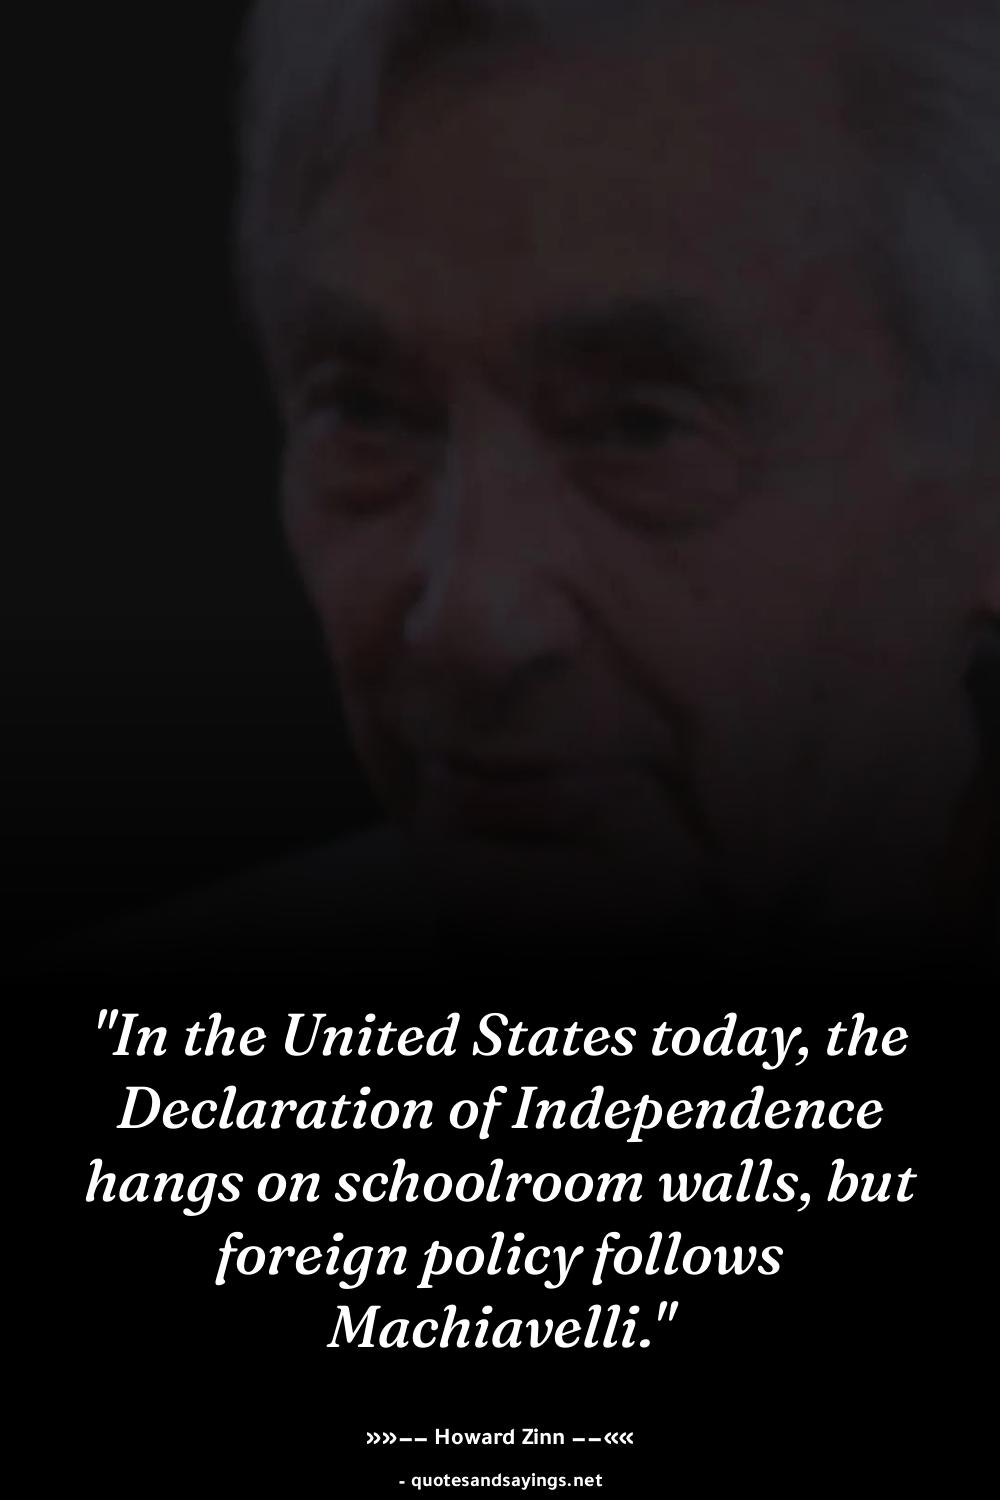 "In the United States today, the
Declaration of Independence
hangs on schoolroom walls, but
foreign policy follows
Machiavelli."
»»―― Howard Zinn ――««
- quotesandsayings.net